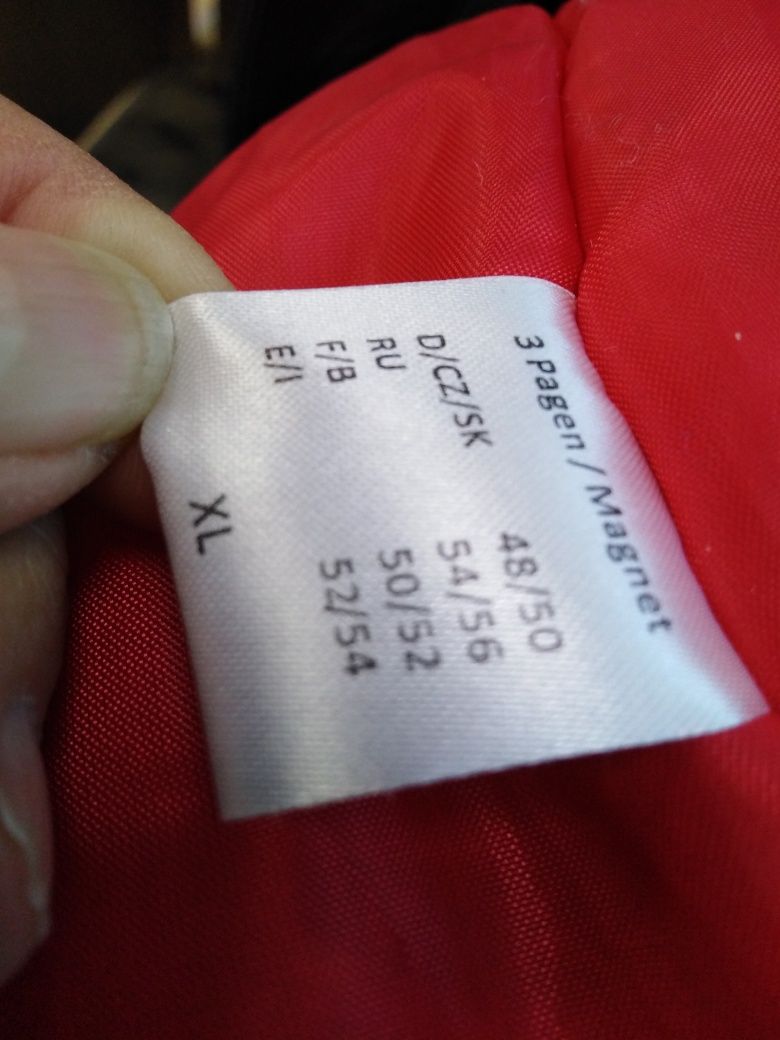 3 Pagen / Magnet
D/CZ/SK 48/50
RU 54/56
F/B 50/52
E/I 52/54
XL